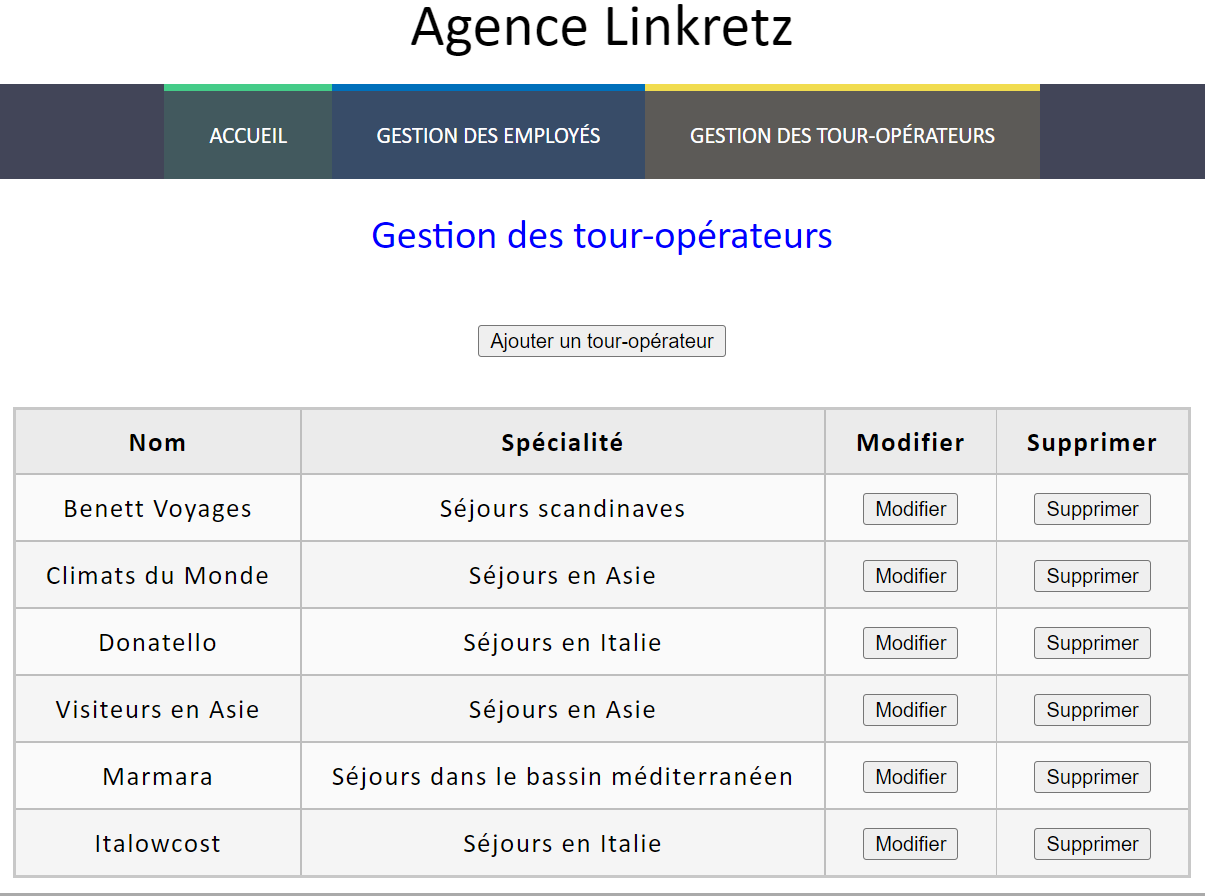 Agence Linkretz
ACCUEIL GESTION DES EMPLOYÉS GESTION DES TOUR-OPÉRATEURS
Gestion des tour-opérateurs
Ajouter un tour-opérateur
Nom Spécialité Modifier Supprimer
Benett Voyages Séjours scandinaves Modifier Supprimer
Climats du Monde Séjours en Asie Modifier Supprimer
Donatello Séjours en Italie Modifier Supprimer
Visiteurs en Asie Séjours en Asie Modifier Supprimer
Marmara Séjours dans le bassin méditerranéen Modifier Supprimer
Italowcost Séjours en Italie Modifier Supprimer